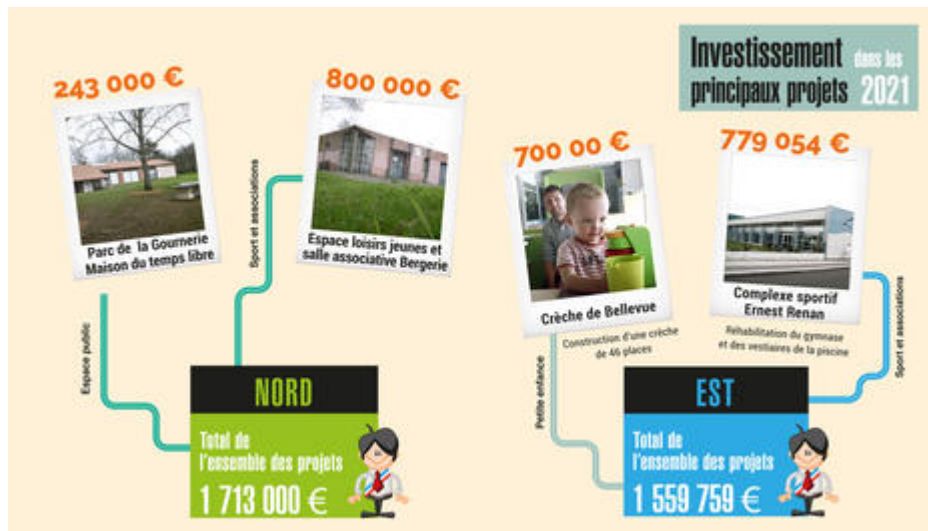 Investissement dans les
principaux projets 2021
243 000 €
Parc de la Gournerie
Maison du temps libre
Espace public
800 000 €
Espace loisirs jeunes et
salle associative Bergerie
Sport et associations
NORD
Total de
l'ensemble des projets
1 713 000 €
700 00 €
Crèche de Bellevue
Construction d'une crèche
de 46 places
Petite enfance
779 054 €
Complexe sportif
Ernest Renan
Réhabilitation du gymnase
et des vestiaires de la piscine
Sport et associations
EST
Total de
l'ensemble des projets
1 559 759 €